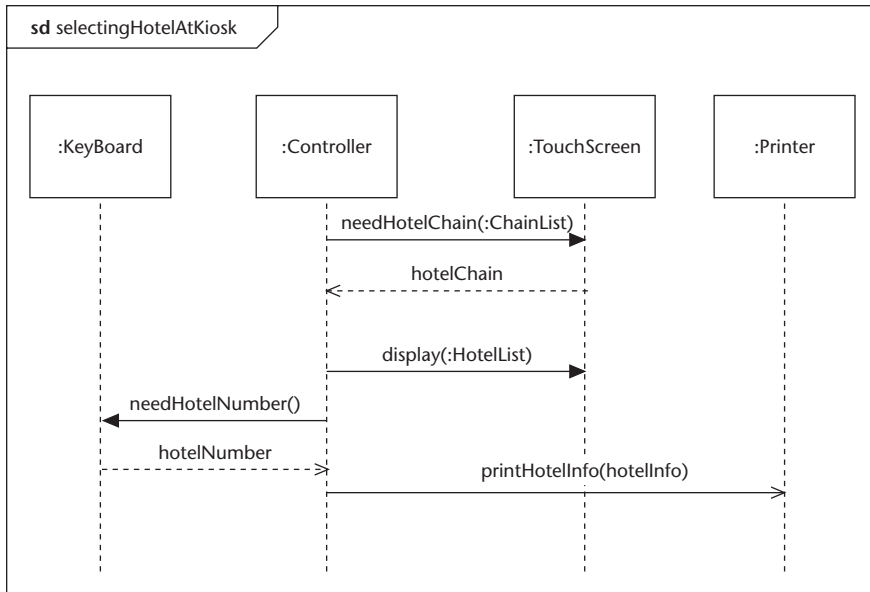 sd selectingHotelAtKiosk
:KeyBoard
:Controller
:TouchScreen
:Printer
needHotelChain(:ChainList)
hotelChain
display(:HotelList)
needHotelNumber()
hotelNumber
printHotelInfo(hotelInfo)